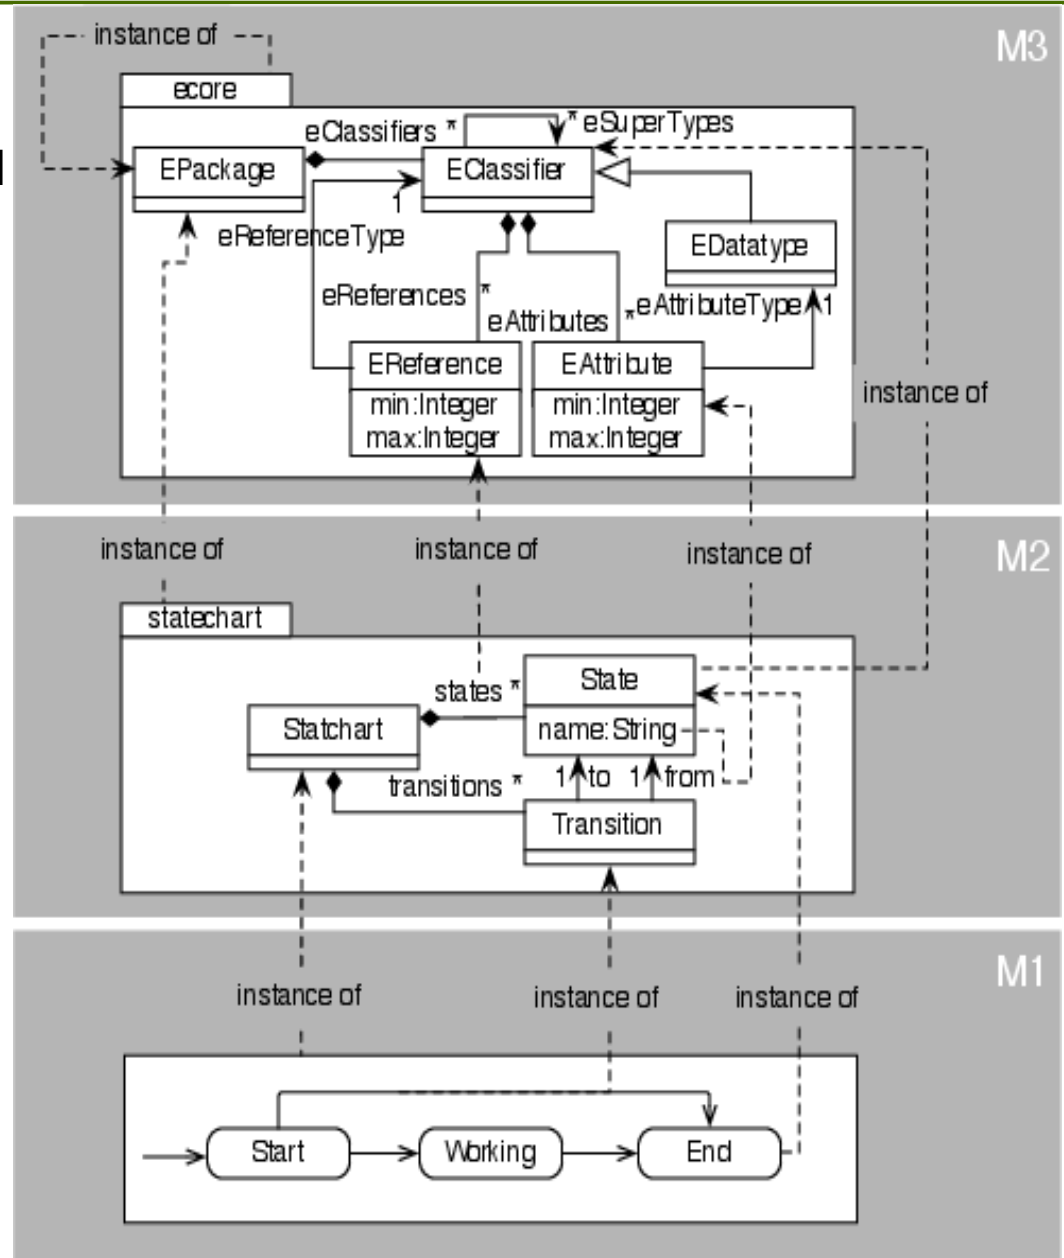 instance of
M3
ecore
eClassifiers *
* eSuperTypes
EPackage
EClassifier
1
eReferenceType
EDatatype
eReferences *
eAttributes *
eAttributeType 1
EReference
EAttribute
min:Integer
max:Integer
min:Integer
max:Integer
instance of
instance of
instance of
instance of
M2
statechart
states *
State
name:String
Statchart
transitions *
1 to
1 from
Transition
M1
instance of
instance of
instance of
Start
Working
End